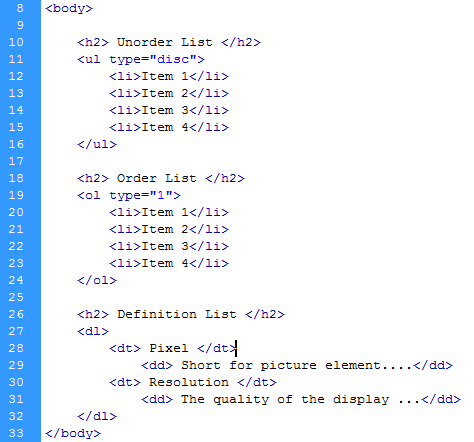 8 <body>
9
10 <h2> Unorder List </h2>
11 <ul type="disc">
12 <li>Item 1</li>
13 <li>Item 2</li>
14 <li>Item 3</li>
15 <li>Item 4</li>
16 </ul>
17
18 <h2> Order List </h2>
19 <ol type="1">
20 <li>Item 1</li>
21 <li>Item 2</li>
22 <li>Item 3</li>
23 <li>Item 4</li>
24 </ol>
25
26 <h2> Definition List </h2>
27 <dl>
28 <dt> Pixel </dt>
29 <dd> Short for picture element....</dd>
30 <dt> Resolution </dt>
31 <dd> The quality of the display ...</dd>
32 </dl>
33 </body>